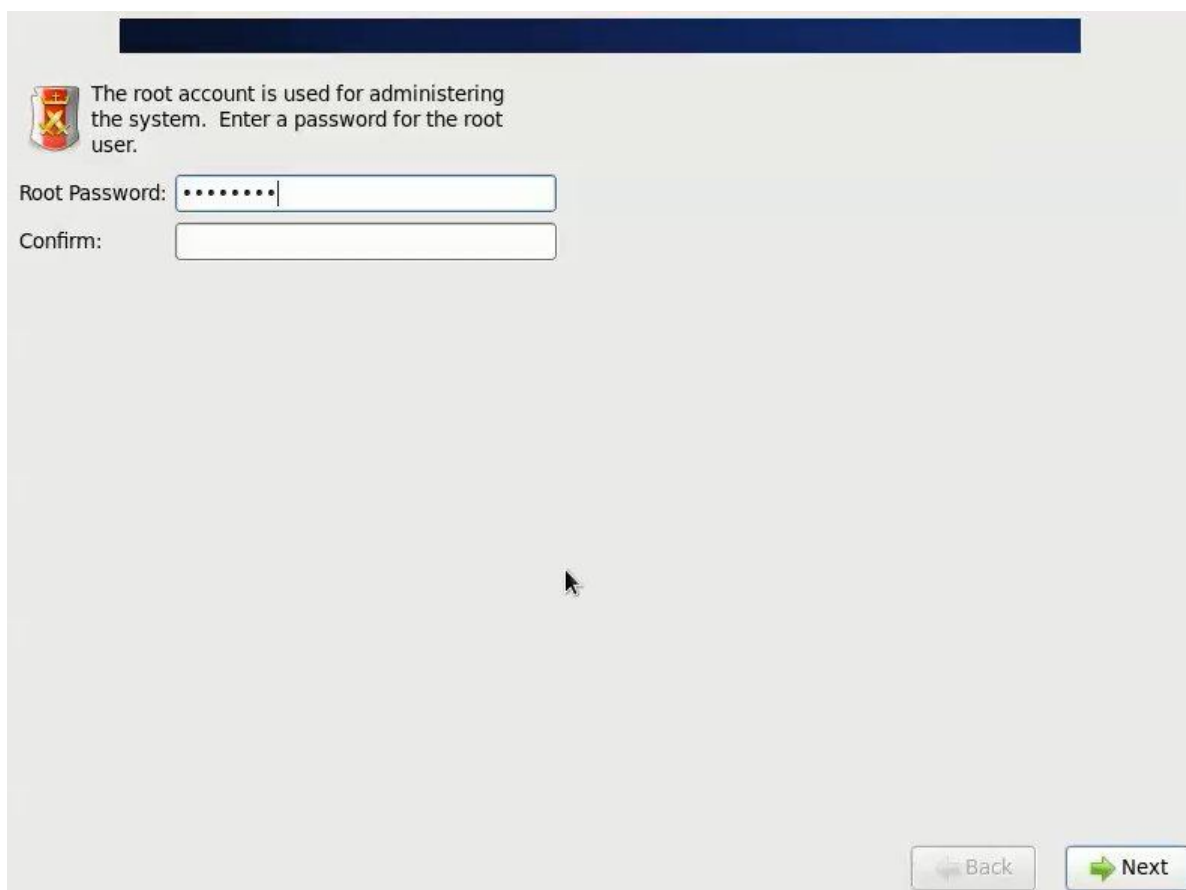 The root account is used for administering
the system.  Enter a password for the root
user.
Root Password: ••••••••
Confirm:
Back
Next